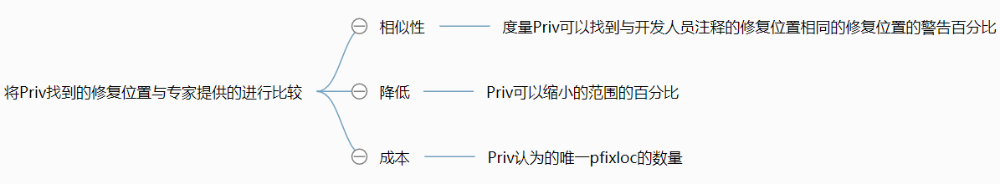 相似性
度量Priv可以找到与开发人员注释的修复位置相同的修复位置的警告百分比
将Priv找到的修复位置与专家提供的进行比较
降低
Priv可以缩小的范围的百分比
成本
Priv认为的唯一pfixloc的数量